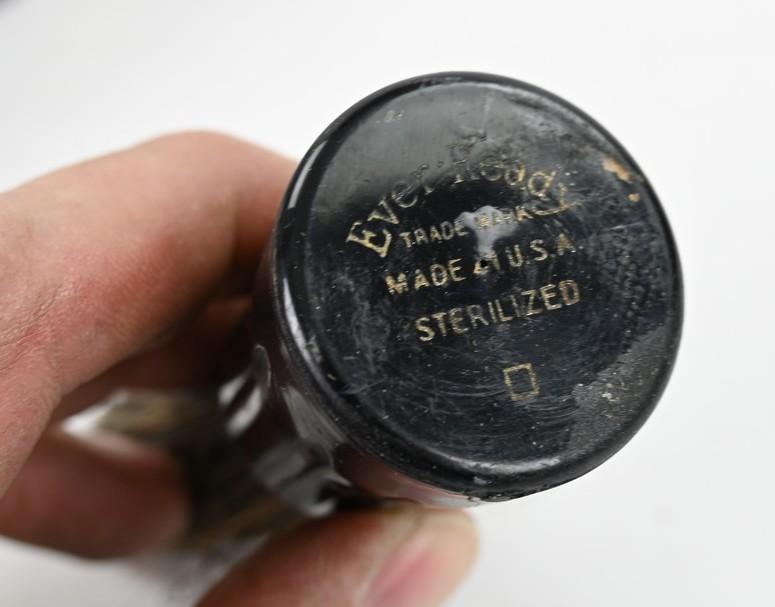 Ever-Ready
TRADE MARK
MADE IN U.S.A.
STERILIZED